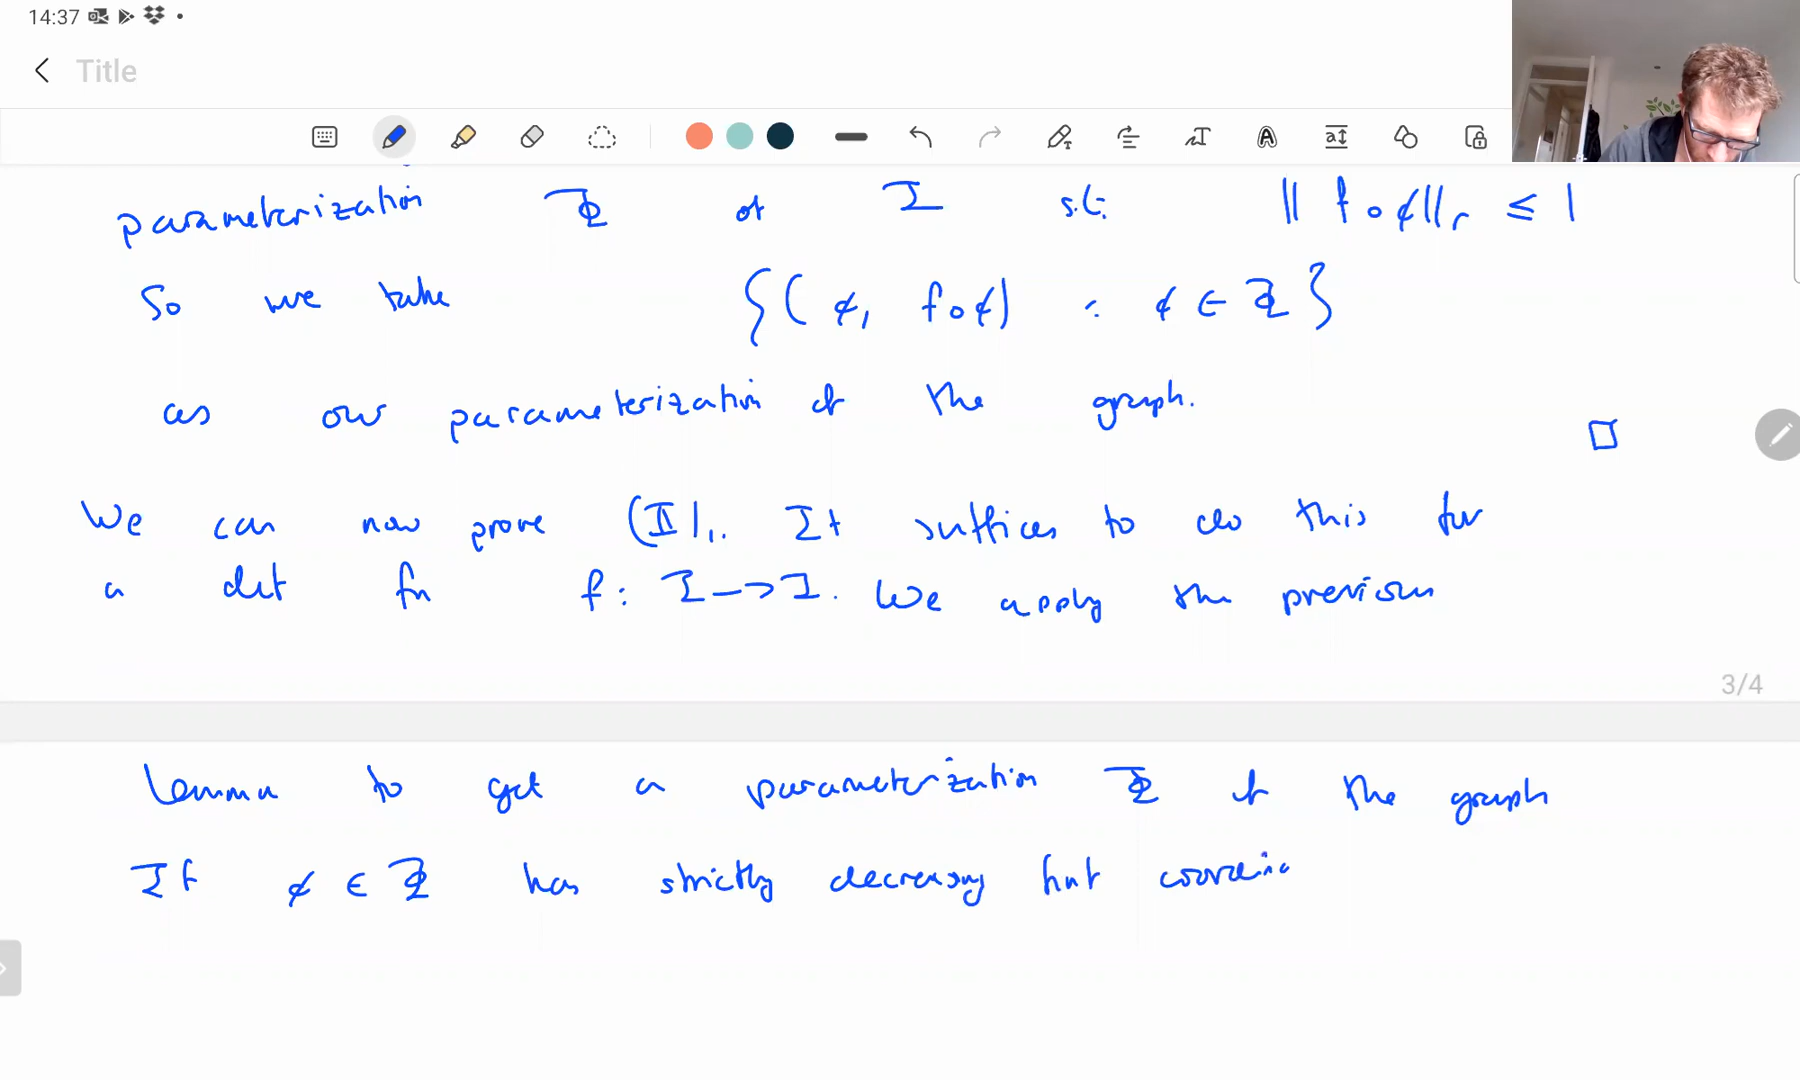 14:37
Title
parameterization Φ of I s.t. || f ∘ ϕ ||_r ≤ 1
So we take { ( ϕ, f ∘ ϕ ) : ϕ ∈ Φ }
as our parameterization of the graph. □
We can now prove (II)_1. It suffices to do this for
a def fn f : I → I. We apply the previous
3/4
lemma to get a parameterization Φ of the graph
If ϕ ∈ Φ has strictly decreasing first coordina